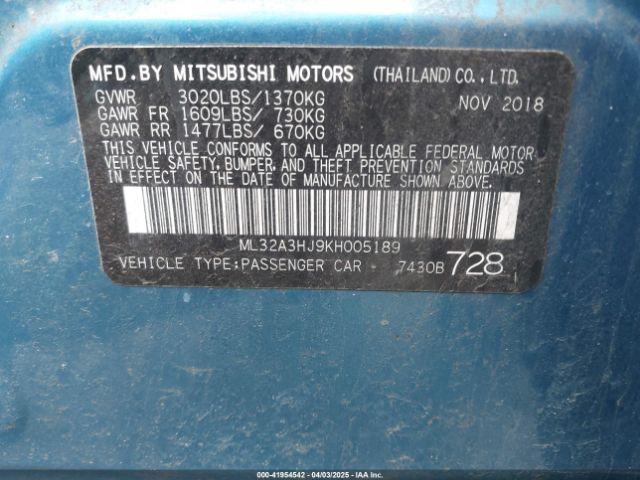 MFD.BY MITSUBISHI MOTORS (THAILAND) CO.,LTD.
GVWR 3020LBS/1370KG NOV 2018
GAWR FR 1609LBS/ 730KG
GAWR RR 1477LBS/ 670KG
THIS VEHICLE CONFORMS TO ALL APPLICABLE FEDERAL MOTOR
VEHICLE SAFETY, BUMPER, AND THEFT PREVENTION STANDARDS
IN EFFECT ON THE DATE OF MANUFACTURE SHOWN ABOVE.
ML32A3HJ9KH005189
VEHICLE TYPE:PASSENGER CAR 7430B 728
000-41954542 - 04/03/2025 - IAA Inc.